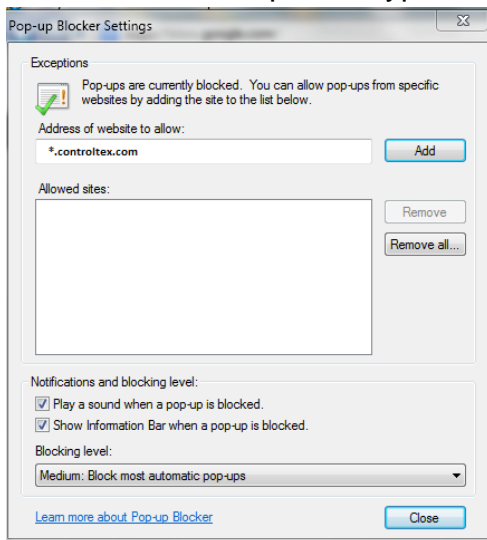 Pop-up Blocker Settings
Exceptions
Pop-ups are currently blocked. You can allow pop-ups from specific
websites by adding the site to the list below.
Address of website to allow:
*.controltex.com
Add
Allowed sites:
Remove
Remove all...
Notifications and blocking level:
Play a sound when a pop-up is blocked.
Show Information Bar when a pop-up is blocked.
Blocking level:
Medium: Block most automatic pop-ups
Learn more about Pop-up Blocker
Close